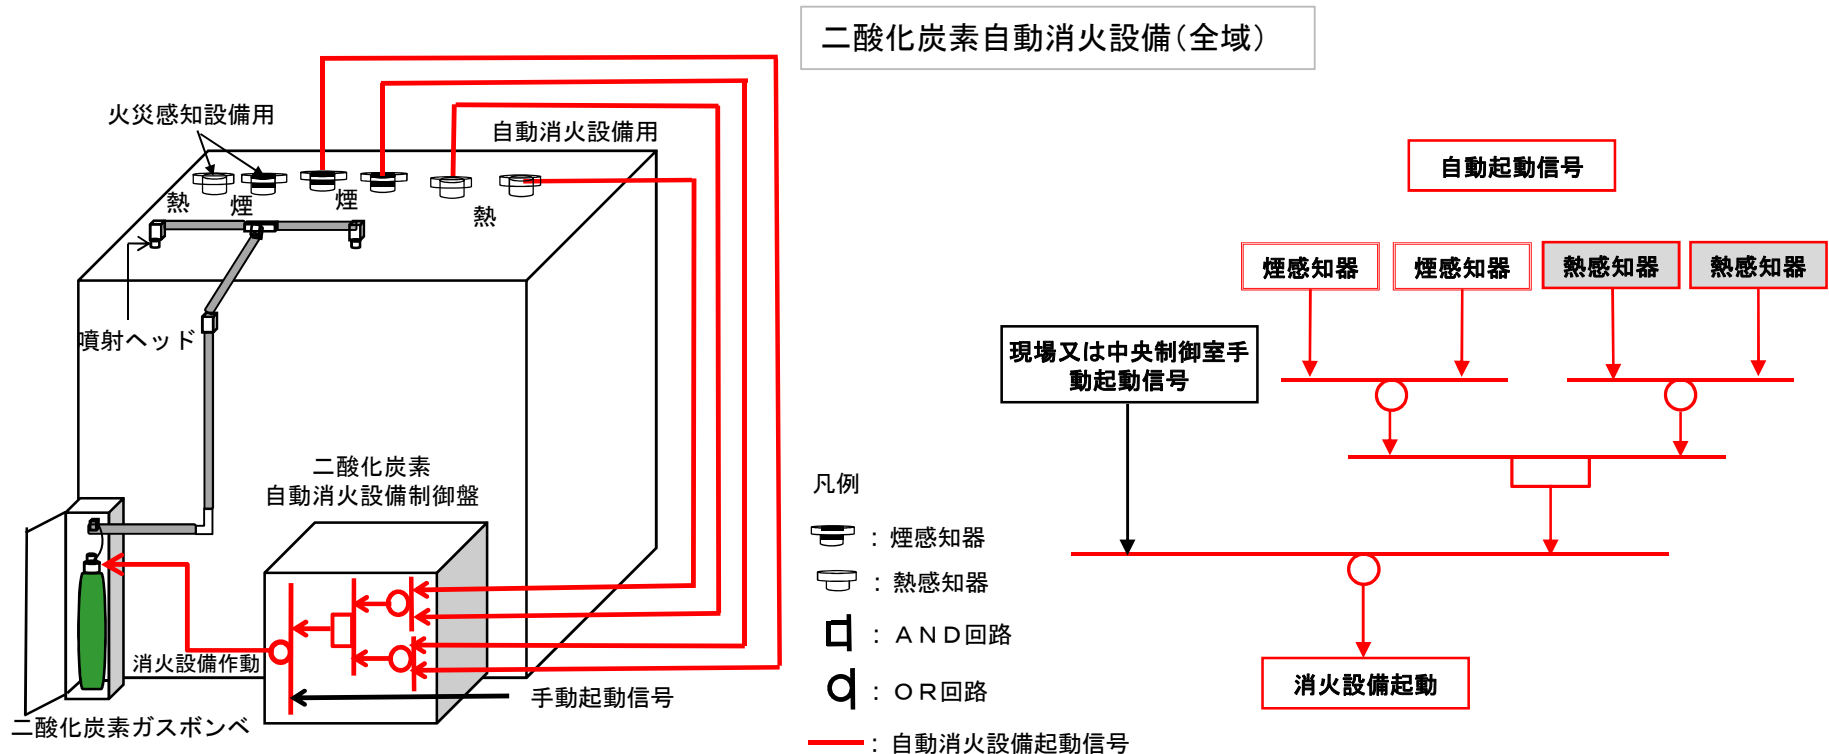 二酸化炭素自動消火設備(全域)
火災感知設備用
自動消火設備用
熱
煙
煙
熱
噴射ヘッド
二酸化炭素
自動消火設備制御盤
消火設備作動
手動起動信号
二酸化炭素ガスボンベ
凡例
:煙感知器
:熱感知器
:AND回路
:OR回路
:自動消火設備起動信号
自動起動信号
煙感知器
煙感知器
熱感知器
熱感知器
現場又は中央制御室手
動起動信号
消火設備起動